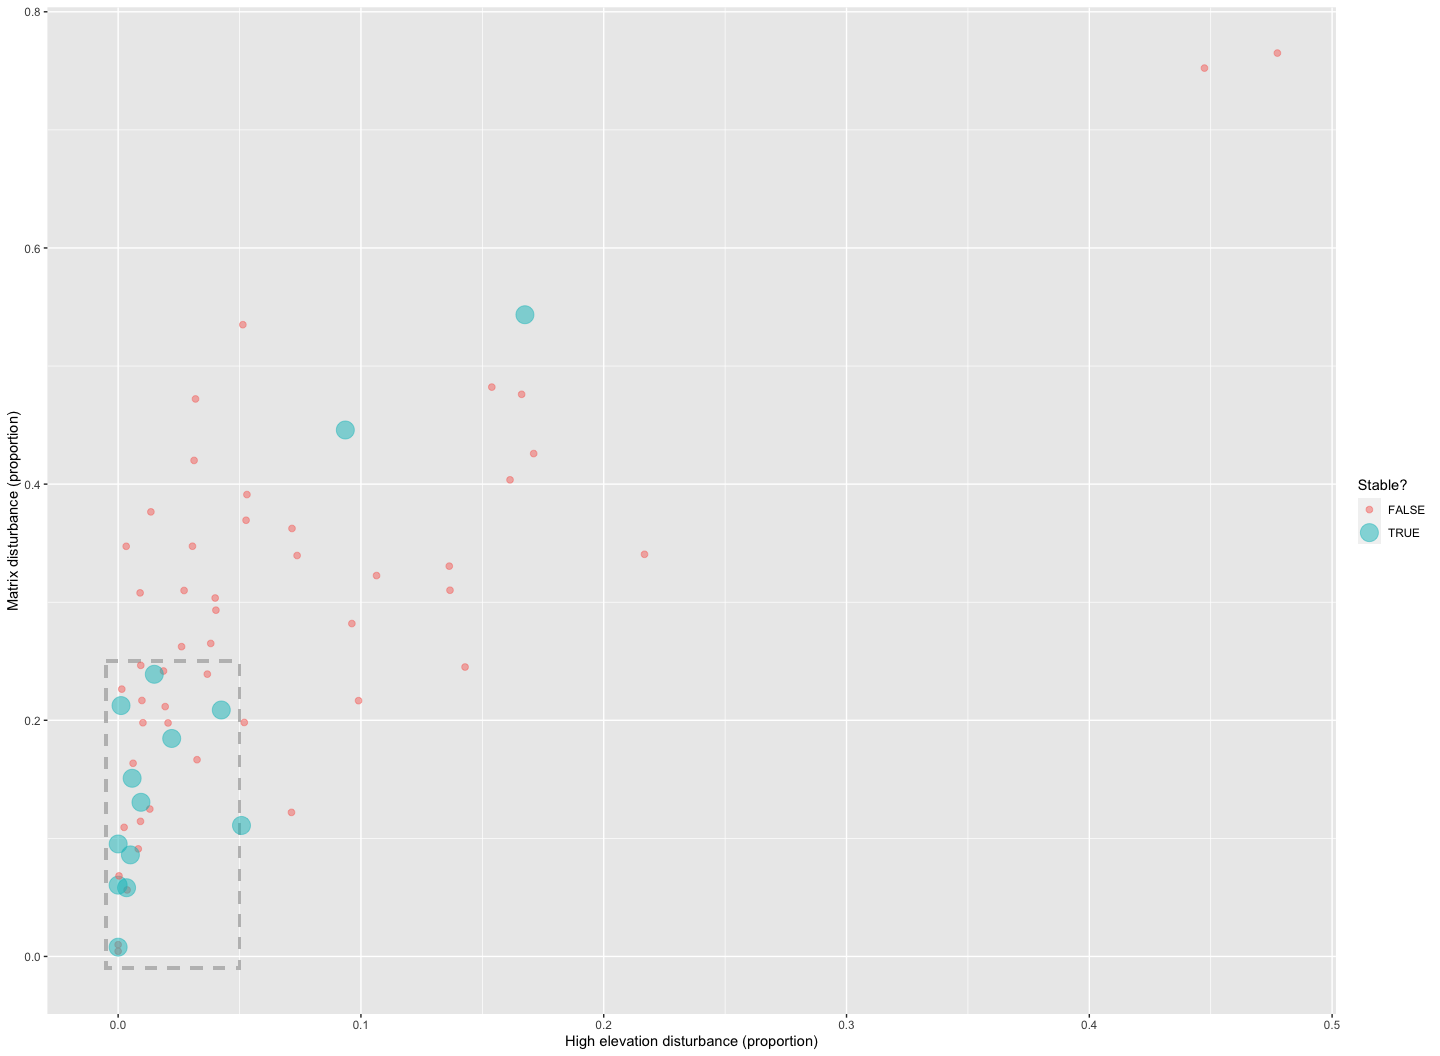 0.8
0.6
0.4
0.2
0.0
Matrix disturbance (proportion)
0.0 0.1 0.2 0.3 0.4 0.5
High elevation disturbance (proportion)
Stable?
FALSE
TRUE